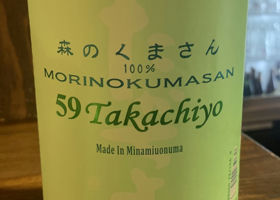 森のくまさん
100%
MORINOKUMASAN
59 Takachiyo
Made In Minamiuonuma